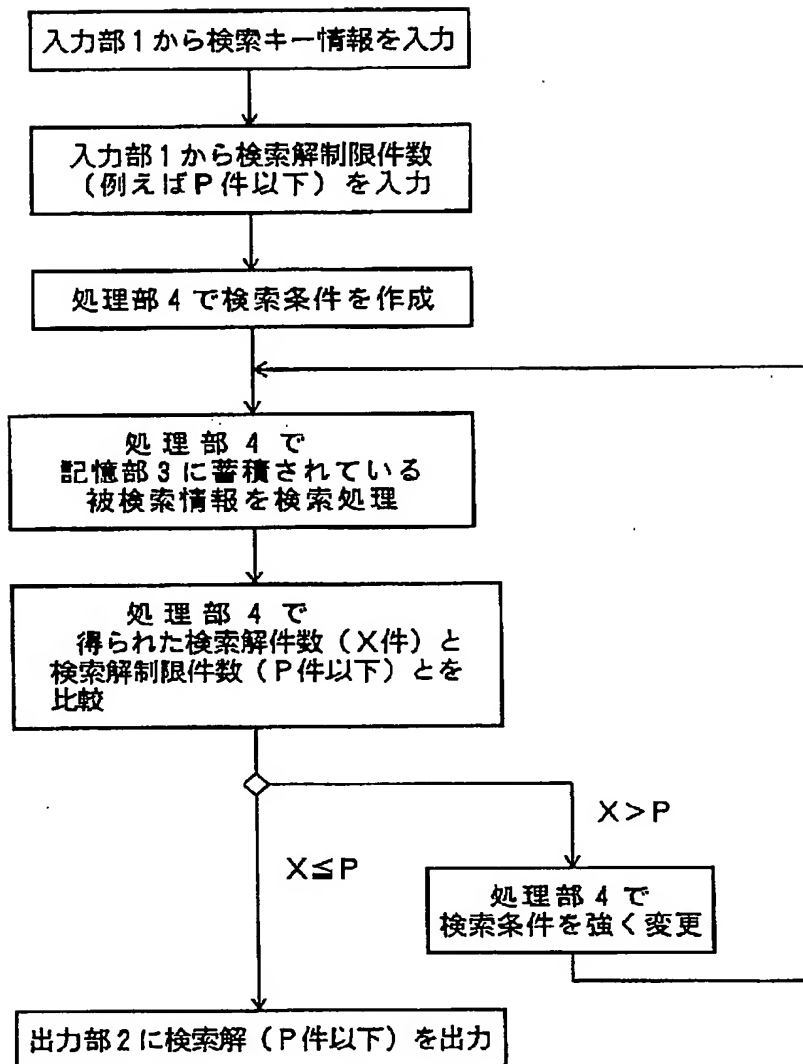 入力部1から検索キー情報を入力
入力部1から検索解制限件数
(例えばP件以下)を入力
処理部4で検索条件を作成
処理部4で
記憶部3に蓄積されている
被検索情報を検索処理
処理部4で
得られた検索解件数(X件)と
検索解制限件数(P件以下)とを
比較
X>P
X≦P
処理部4で
検索条件を強く変更
出力部2に検索解(P件以下)を出力